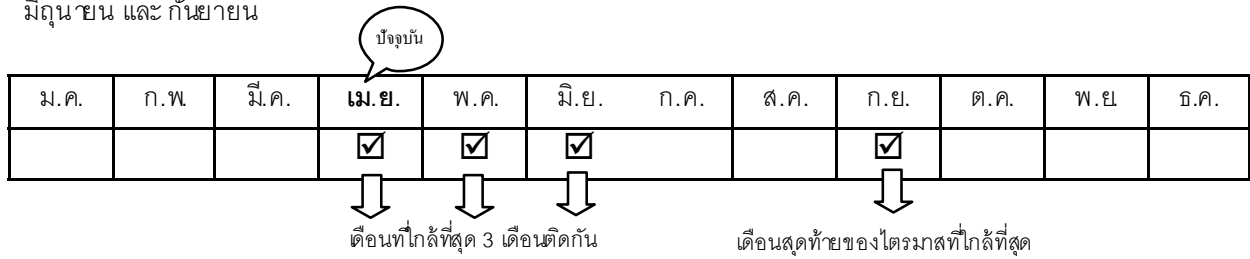 มิถุนายน และ กันยายน
ปัจจุบัน
ม.ค. ก.พ. มี.ค. เม.ย. พ.ค. มิ.ย. ก.ค. ส.ค. ก.ย. ต.ค. พ.ย. ธ.ค.
☑ ☑ ☑ ☑
เดือนที่ใกล้ที่สุด 3 เดือนติดกัน เดือนสุดท้ายของไตรมาสที่ใกล้ที่สุด